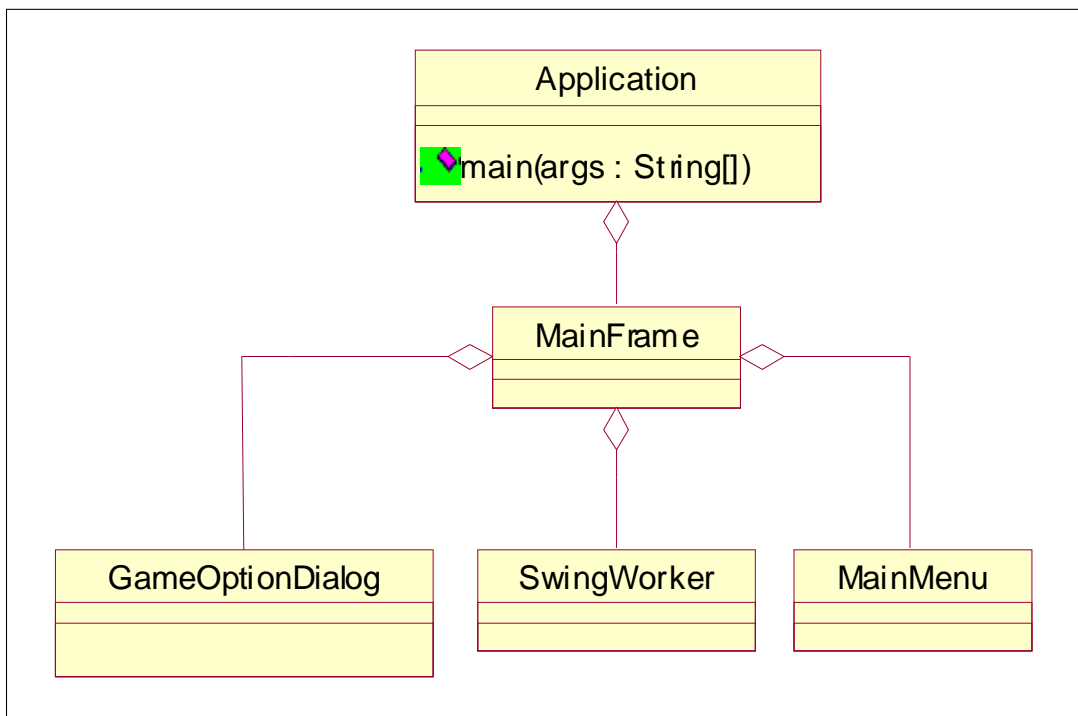 Application
main(args : String[])
MainFrame
GameOptionDialog
SwingWorker
MainMenu